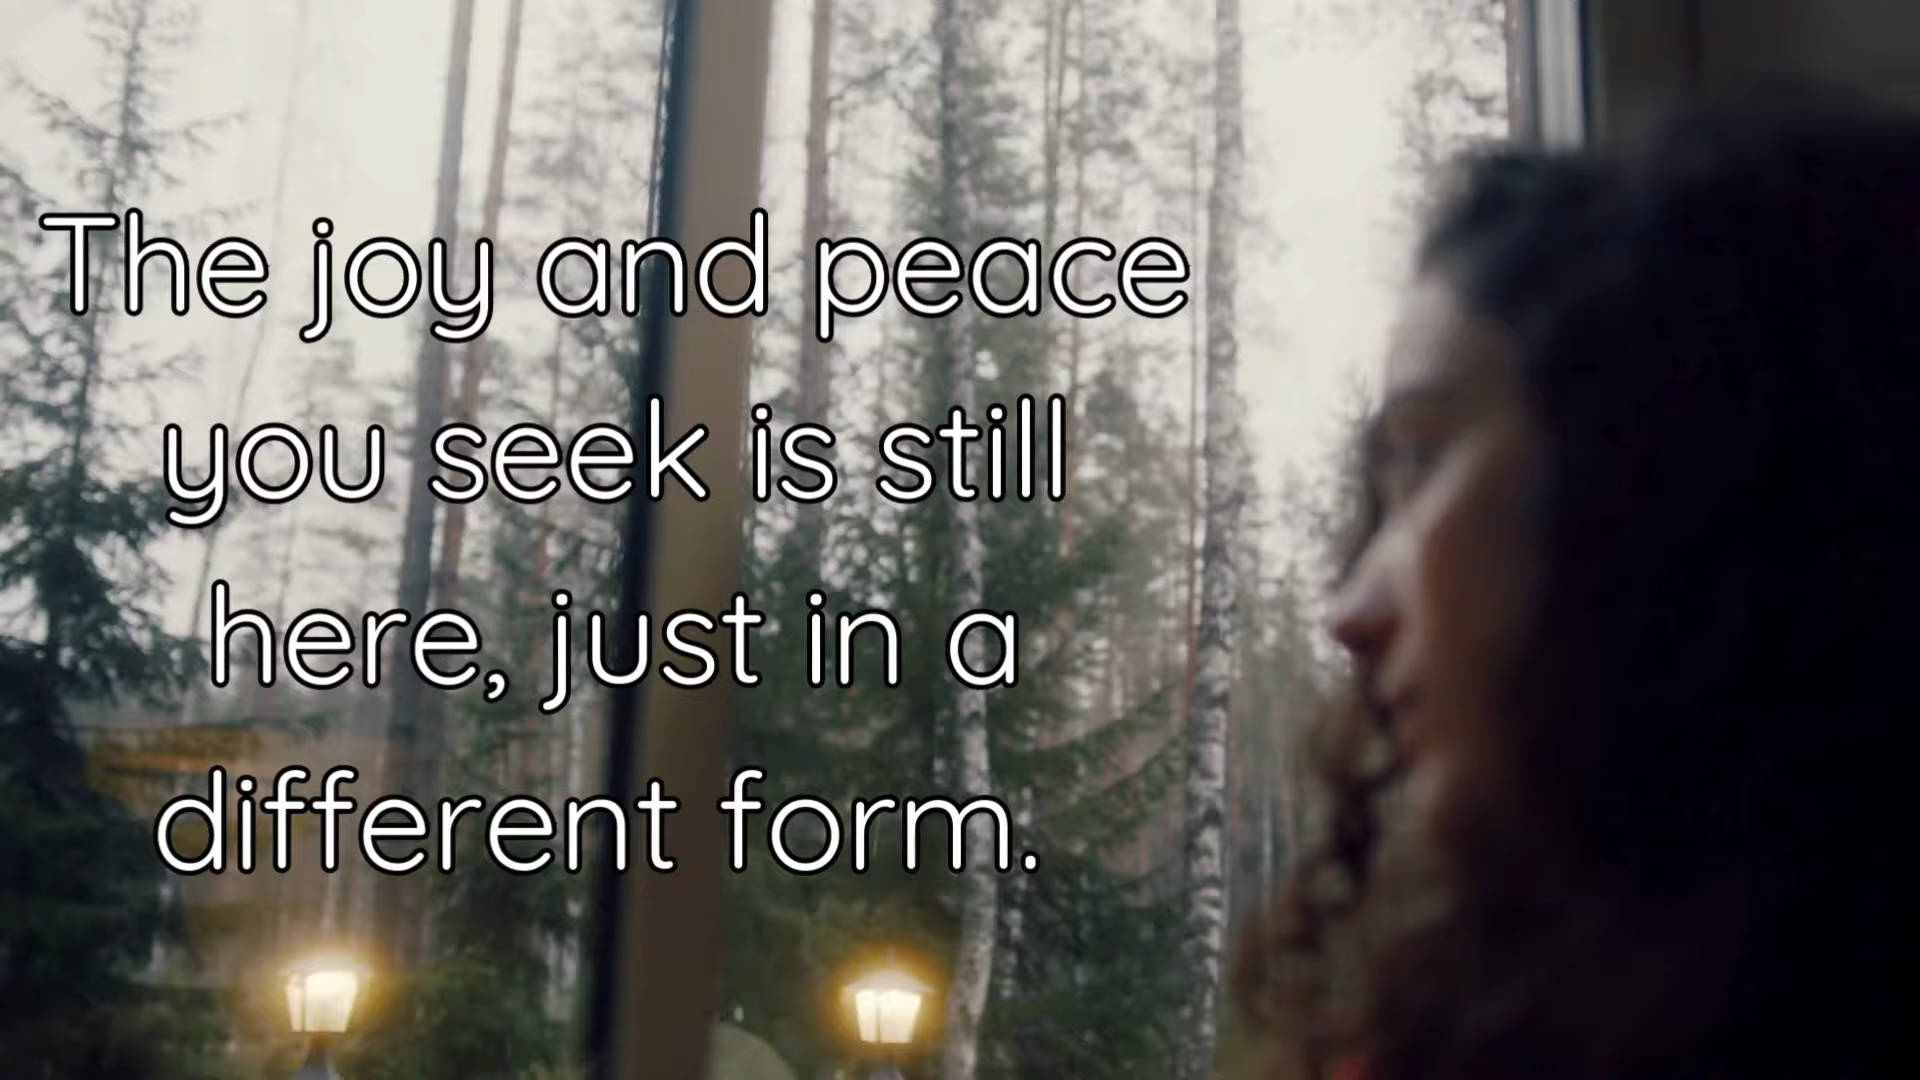 The joy and peace
you seek is still
here, just in a
different form.